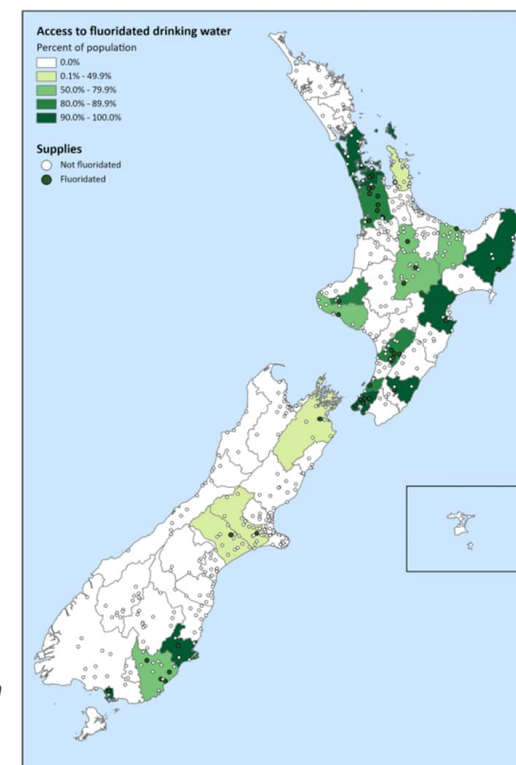 Access to fluoridated drinking water
Percent of population
0.0%
0.1% - 49.9%
50.0% - 79.9%
80.0% - 89.9%
90.0% - 100.0%
Supplies
Not fluoridated
Fluoridated